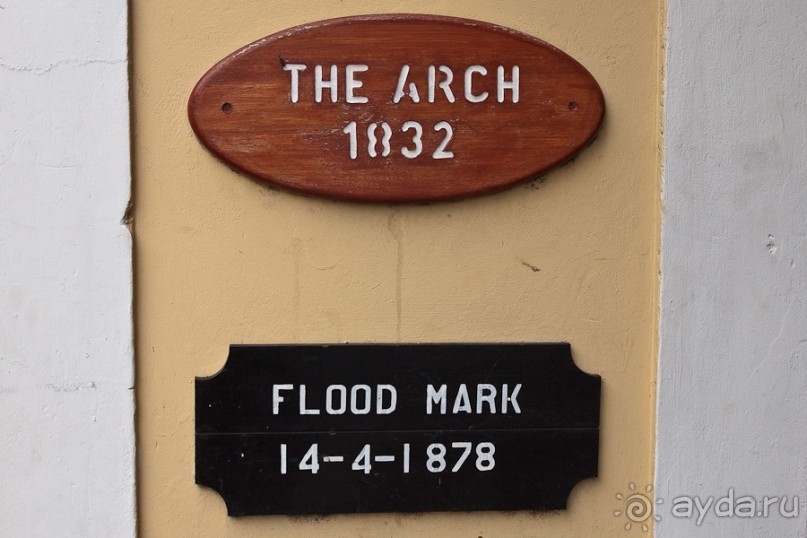 THE ARCH
1832
FLOOD MARK
14-4-1878
ayda.ru